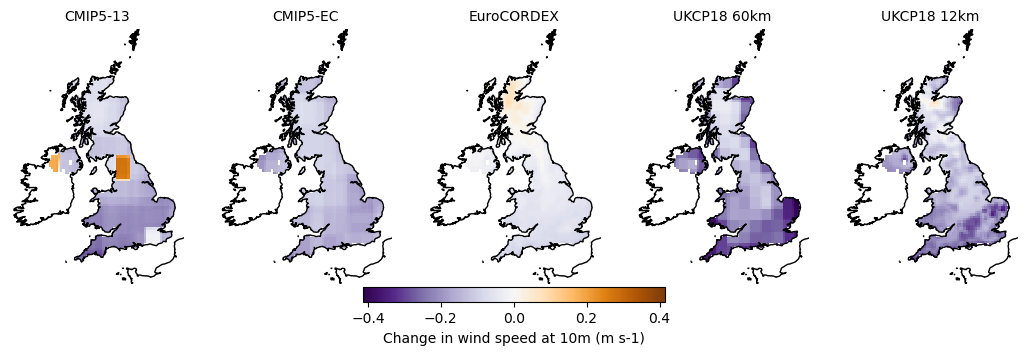 CMIP5-13
CMIP5-EC
EuroCORDEX
UKCP18 60km
UKCP18 12km
−0.4
−0.2
0.0
0.2
0.4
Change in wind speed at 10m (m s-1)